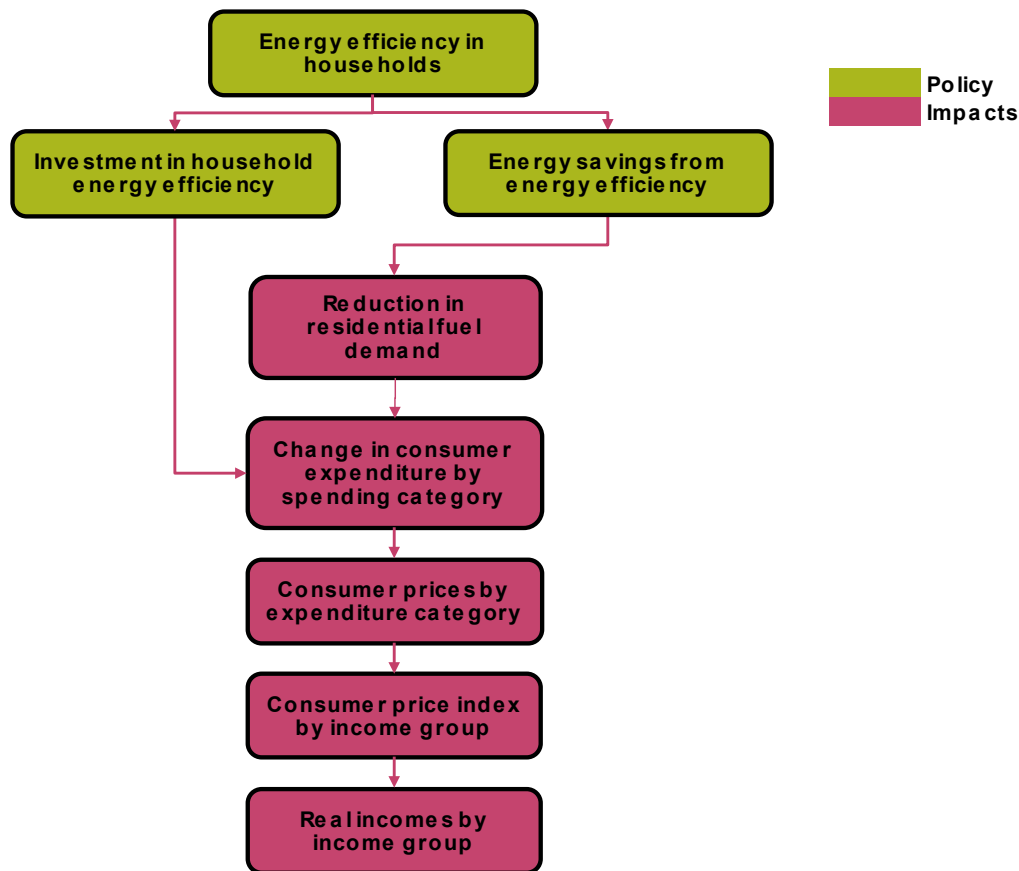 Energy efficiency in
households
Policy
Impacts
Investment in household
energy efficiency
Energy savings from
energy efficiency
Reduction in
residential fuel
demand
Change in consumer
expenditure by
spending category
Consumer prices by
expenditure category
Consumer price index
by income group
Real incomes by
income group